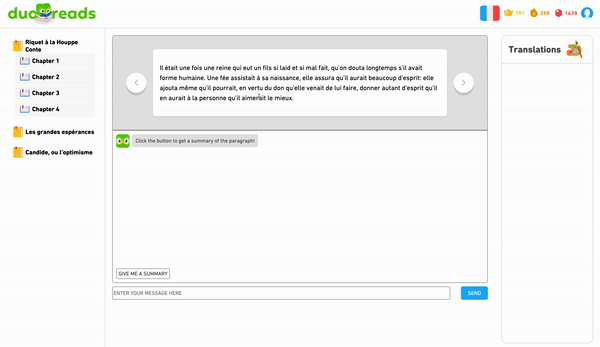 duoreads
151
268
1430
Riquet à la Houppe
Conte
Chapter 1
Chapter 2
Chapter 3
Chapter 4
Les grandes espérances
Candide, ou l'optimisme
Il était une fois une reine qui eut un fils si laid et si mal fait, qu'on douta longtemps s'il avait
forme humaine. Une fée assistait à sa naissance, elle assura qu'il aurait beaucoup d'esprit: elle
ajouta même qu'il pourrait, en vertu du don qu'elle venait de lui faire, donner autant d'esprit qu'il
en aurait à la personne qu'il aimerait le mieux.
Click the button to get a summary of the paragraph!
GIVE ME A SUMMARY
ENTER YOUR MESSAGE HERE
SEND
Translations